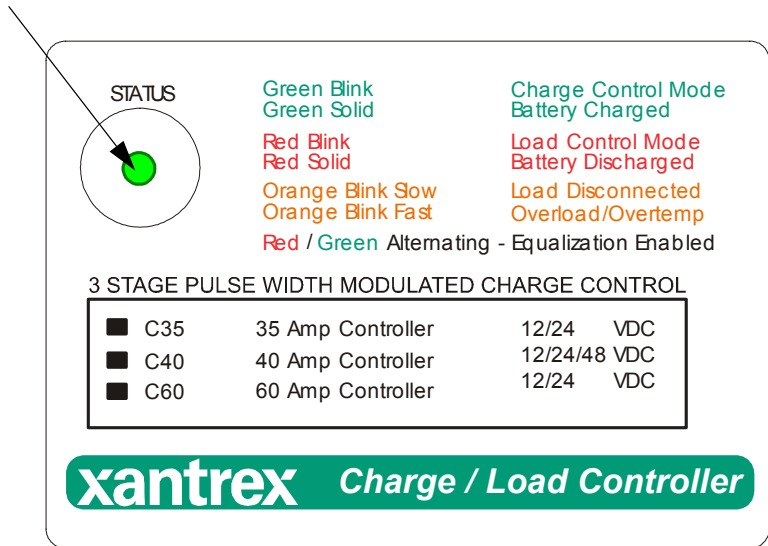 STATUS
Green Blink Charge Control Mode
Green Solid Battery Charged
Red Blink Load Control Mode
Red Solid Battery Discharged
Orange Blink Slow Load Disconnected
Orange Blink Fast Overload/Overtemp
Red / Green Alternating - Equalization Enabled
3 STAGE PULSE WIDTH MODULATED CHARGE CONTROL
C35 35 Amp Controller 12/24 VDC
C40 40 Amp Controller 12/24/48 VDC
C60 60 Amp Controller 12/24 VDC
xantrex Charge / Load Controller